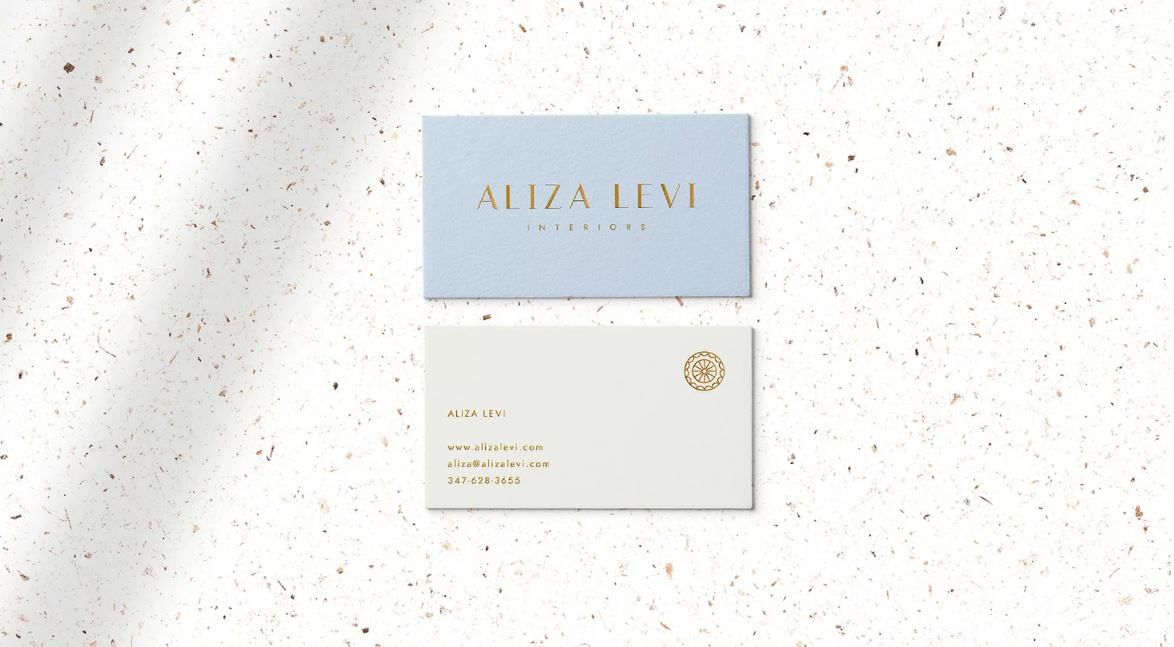 ALIZA LEVI
INTERIORS
ALIZA LEVI
www.alizalevi.com
aliza@alizalevi.com
347-628-3655